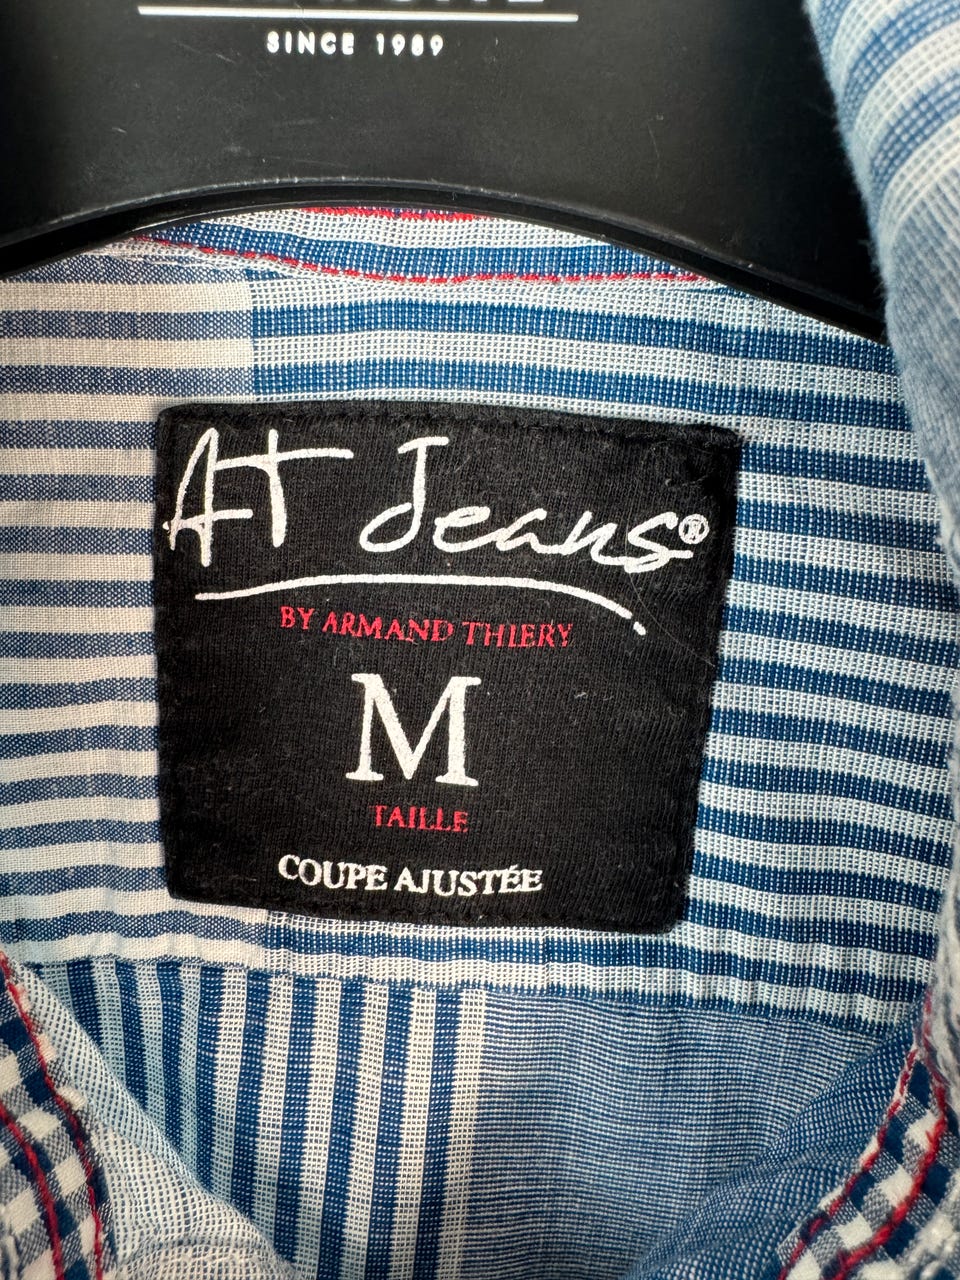 SINCE 1989
AT Jeans®
BY ARMAND THIERY
M
TAILLE
COUPE AJUSTÉE